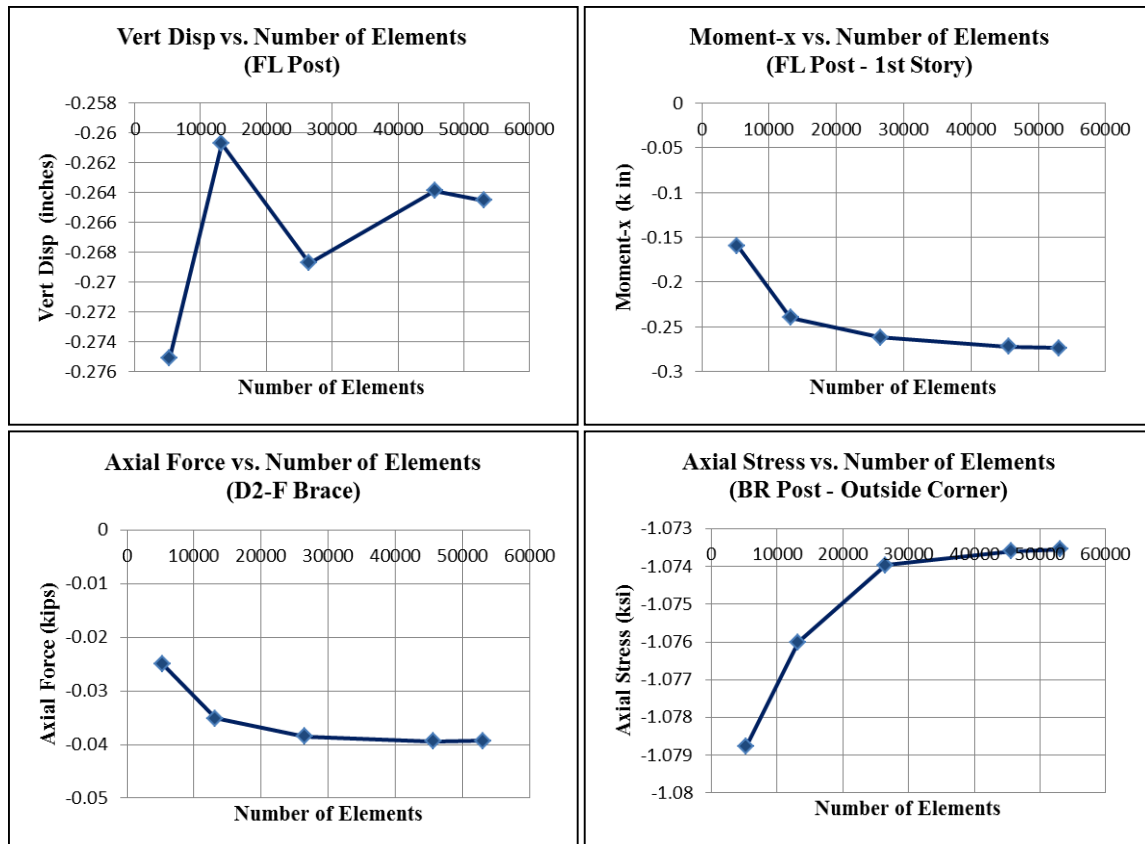 Vert Disp vs. Number of Elements
(FL Post)
-0.258
0 10000 20000 30000 40000 50000 60000
-0.26
-0.262
-0.264
-0.266
-0.268
-0.27
-0.272
-0.274
-0.276
Vert Disp (inches)
Number of Elements
Moment-x vs. Number of Elements
(FL Post - 1st Story)
0
0 10000 20000 30000 40000 50000 60000
-0.05
-0.1
-0.15
-0.2
-0.25
-0.3
Moment-x (k in)
Number of Elements
Axial Force vs. Number of Elements
(D2-F Brace)
0
0 10000 20000 30000 40000 50000 60000
-0.01
-0.02
-0.03
-0.04
-0.05
Axial Force (kips)
Number of Elements
Axial Stress vs. Number of Elements
(BR Post - Outside Corner)
-1.073
0 10000 20000 30000 40000 50000 60000
-1.074
-1.075
-1.076
-1.077
-1.078
-1.079
-1.08
Axial Stress (ksi)
Number of Elements